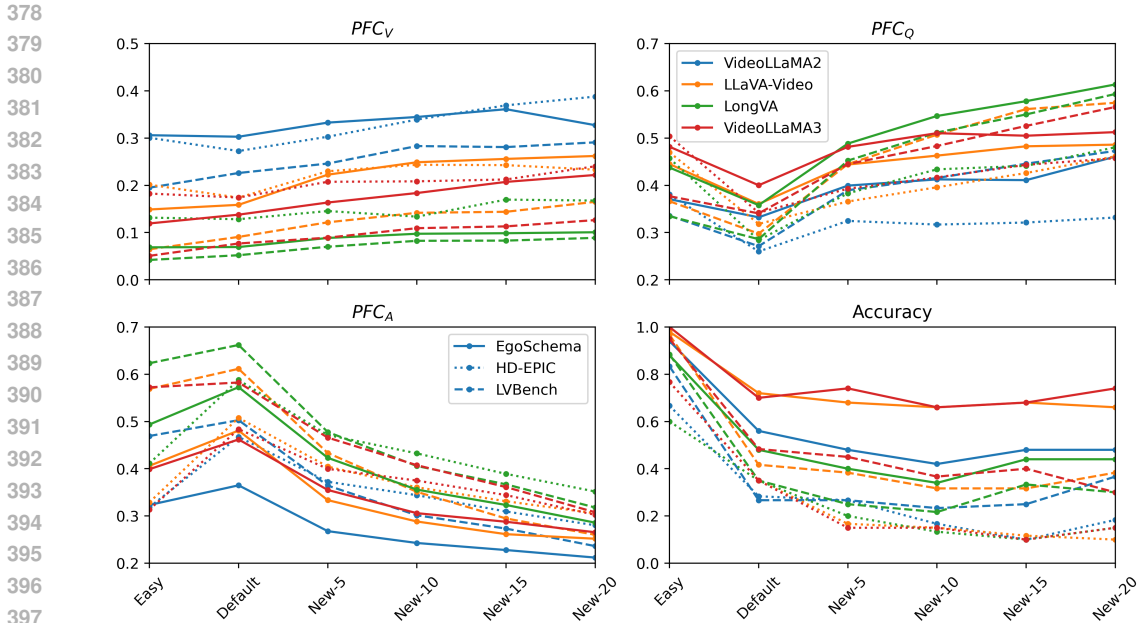 378
379
380
381
382
383
384
385
386
387
388
389
390
391
392
393
394
395
396
397
PFC_V
0.5
0.4
0.3
0.2
0.1
0.0
PFC_Q
0.7
0.6
0.5
0.4
0.3
0.2
VideoLLaMA2
LLaVA-Video
LongVA
VideoLLaMA3
PFC_A
0.7
0.6
0.5
0.4
0.3
0.2
EgoSchema
HD-EPIC
LVBench
Easy
Default
New-5
New-10
New-15
New-20
Accuracy
1.0
0.8
0.6
0.4
0.2
0.0
Easy
Default
New-5
New-10
New-15
New-20